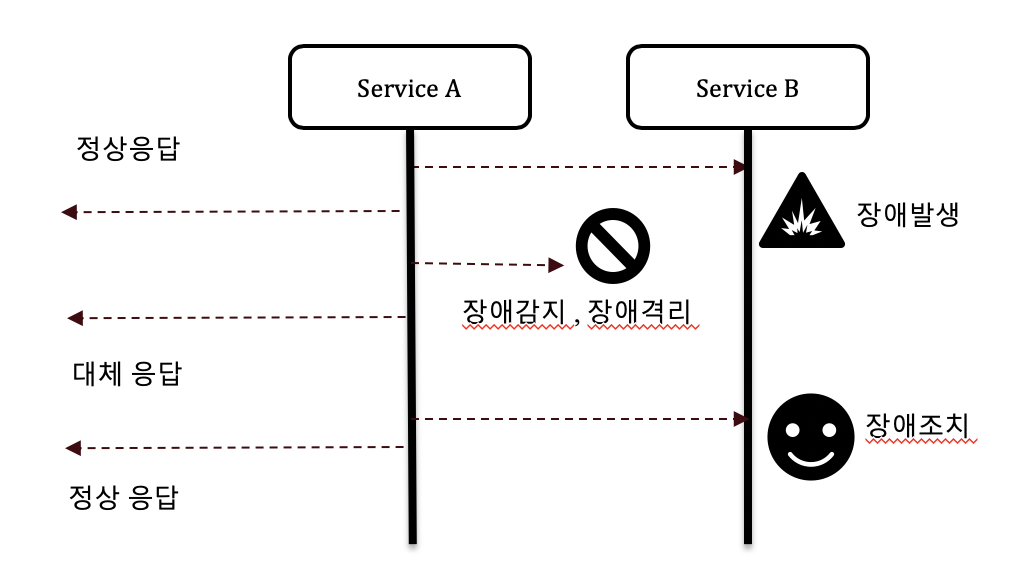 Service A
Service B
정상응답
장애발생
장애감지 , 장애격리
대체 응답
장애조치
정상 응답